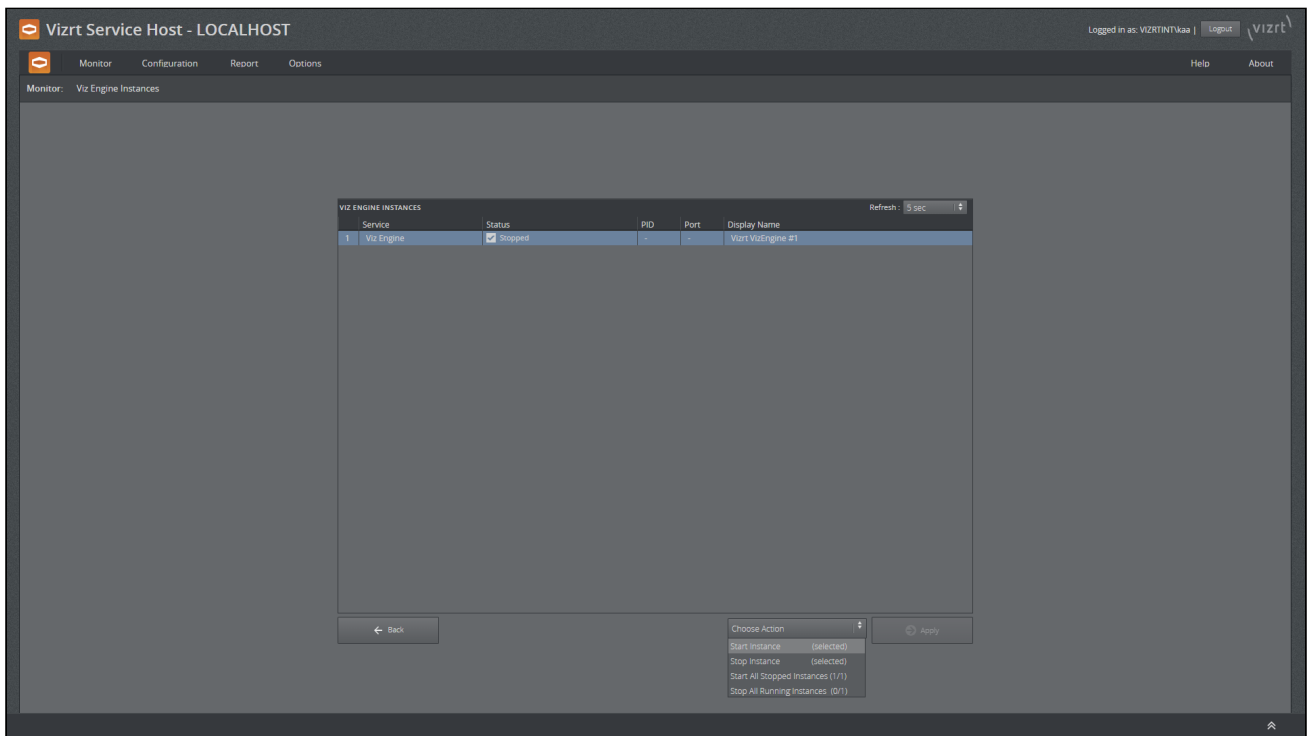 Vizrt Service Host - LOCALHOST
Logged in as: VIZRTINT\kaa | Logout vizrt
Monitor Configuration Report Options Help About
Monitor: Viz Engine Instances
VIZ ENGINE INSTANCES Refresh : 5 sec
Service Status PID Port Display Name
1 Viz Engine Stopped - - Vizrt VizEngine #1
Back Choose Action Apply
Start Instance (selected)
Stop Instance (selected)
Start All Stopped Instances (1/1)
Stop All Running Instances (0/1)